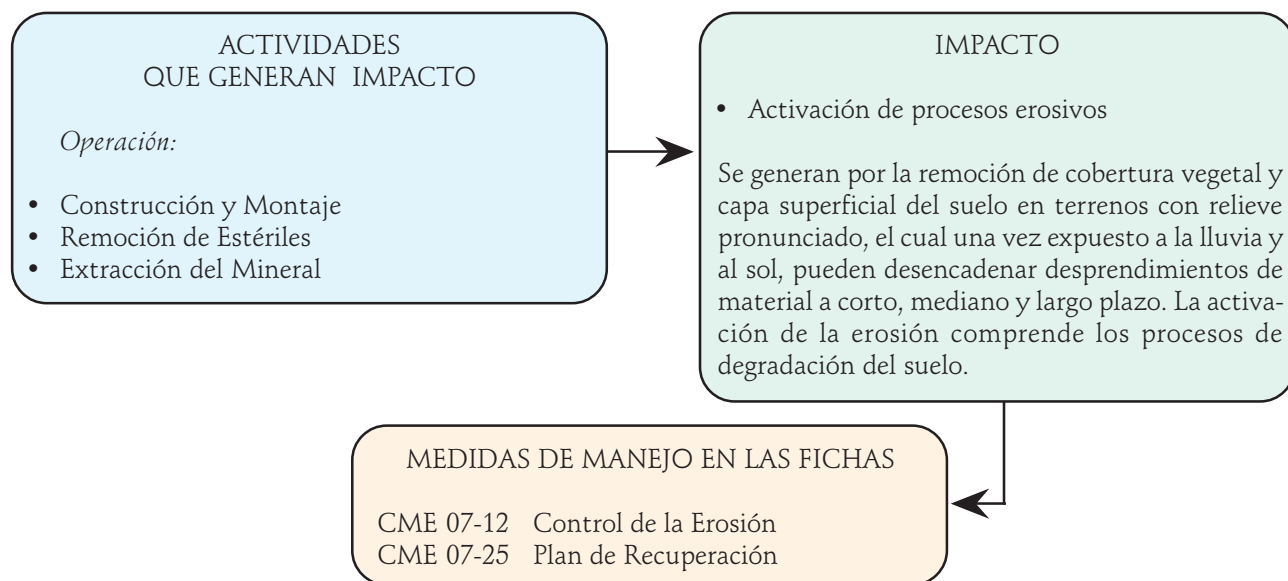 ACTIVIDADES
QUE GENERAN IMPACTO
Operación:
• Construcción y Montaje
• Remoción de Estériles
• Extracción del Mineral
IMPACTO
• Activación de procesos erosivos
Se generan por la remoción de cobertura vegetal y
capa superficial del suelo en terrenos con relieve
pronunciado, el cual una vez expuesto a la lluvia y
al sol, pueden desencadenar desprendimientos de
material a corto, mediano y largo plazo. La activa-
ción de la erosión comprende los procesos de
degradación del suelo.
MEDIDAS DE MANEJO EN LAS FICHAS
CME 07-12 Control de la Erosión
CME 07-25 Plan de Recuperación